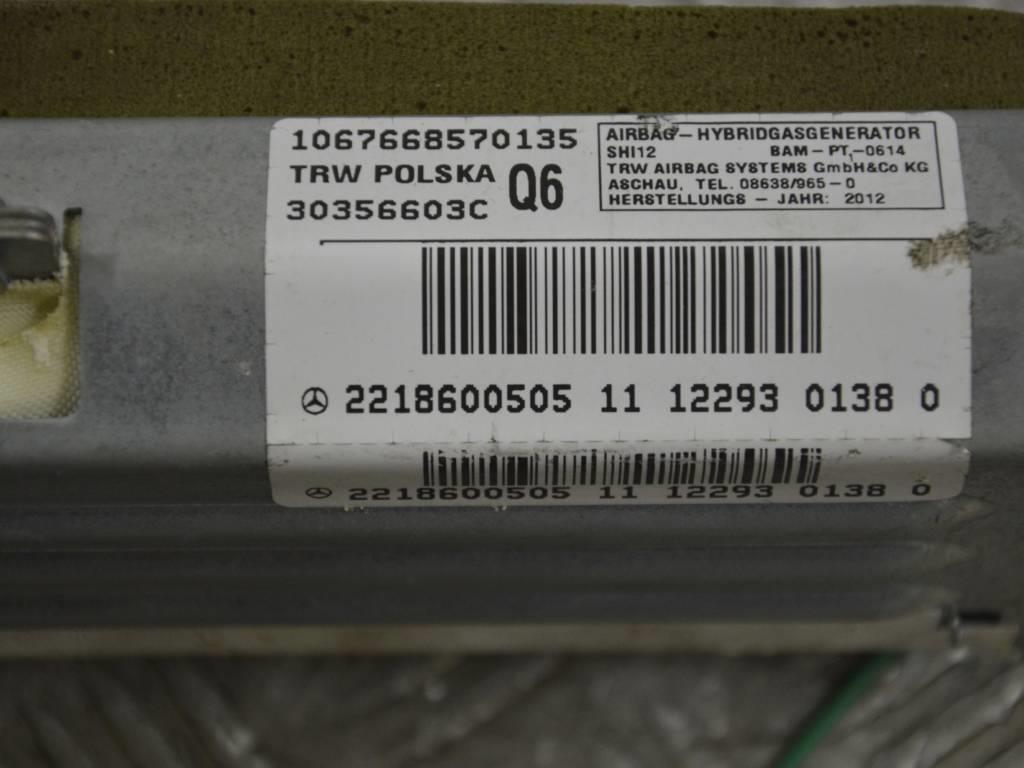 1067668570135
TRW POLSKA
30356603C
Q6
AIRBAG - HYBRIDGASGENERATOR
SHI12 BAM - PT, -0614
TRW AIRBAG SYSTEMS GmbH&Co KG
ASCHAU, TEL. 08638/965 - 0
HERSTELLUNGS - JAHR: 2012
2218600505 11 12293 0138 0
2218600505 11 12293 0138 0